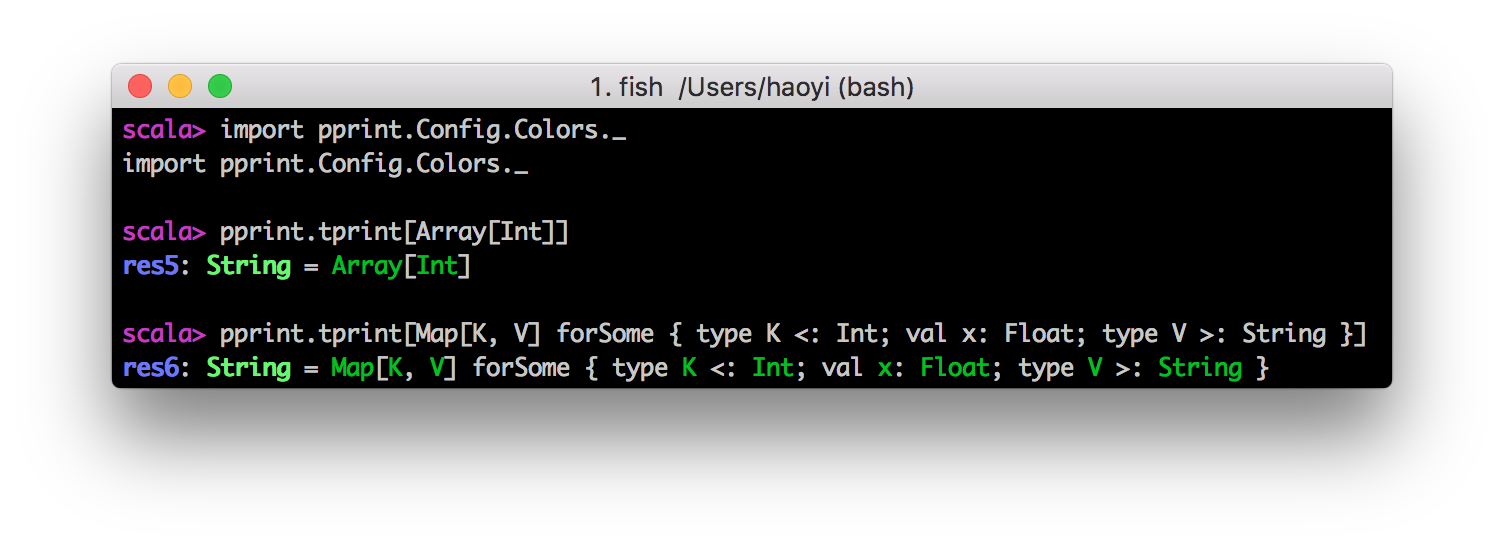 1. fish  /Users/haoyi (bash)
scala> import pprint.Config.Colors._
import pprint.Config.Colors._
scala> pprint.tprint[Array[Int]]
res5: String = Array[Int]
scala> pprint.tprint[Map[K, V] forSome { type K <: Int; val x: Float; type V >: String }]
res6: String = Map[K, V] forSome { type K <: Int; val x: Float; type V >: String }